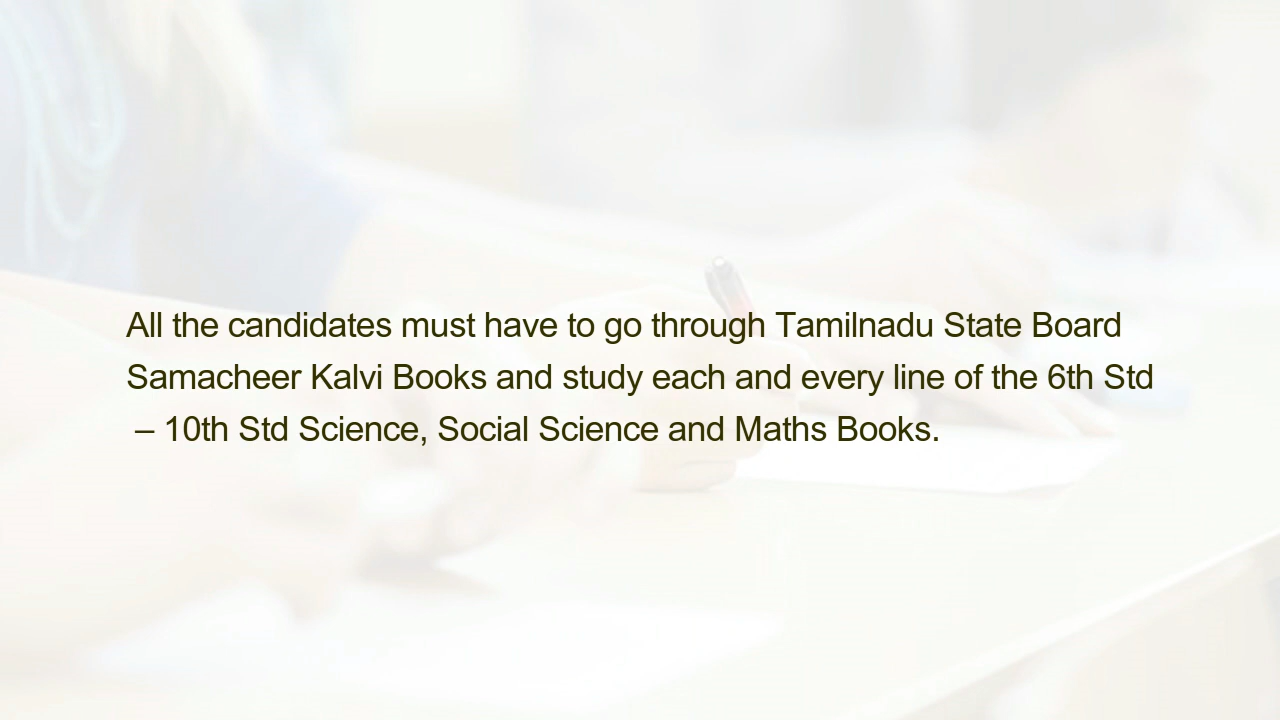 All the candidates must have to go through Tamilnadu State Board
Samacheer Kalvi Books and study each and every line of the 6th Std
– 10th Std Science, Social Science and Maths Books.